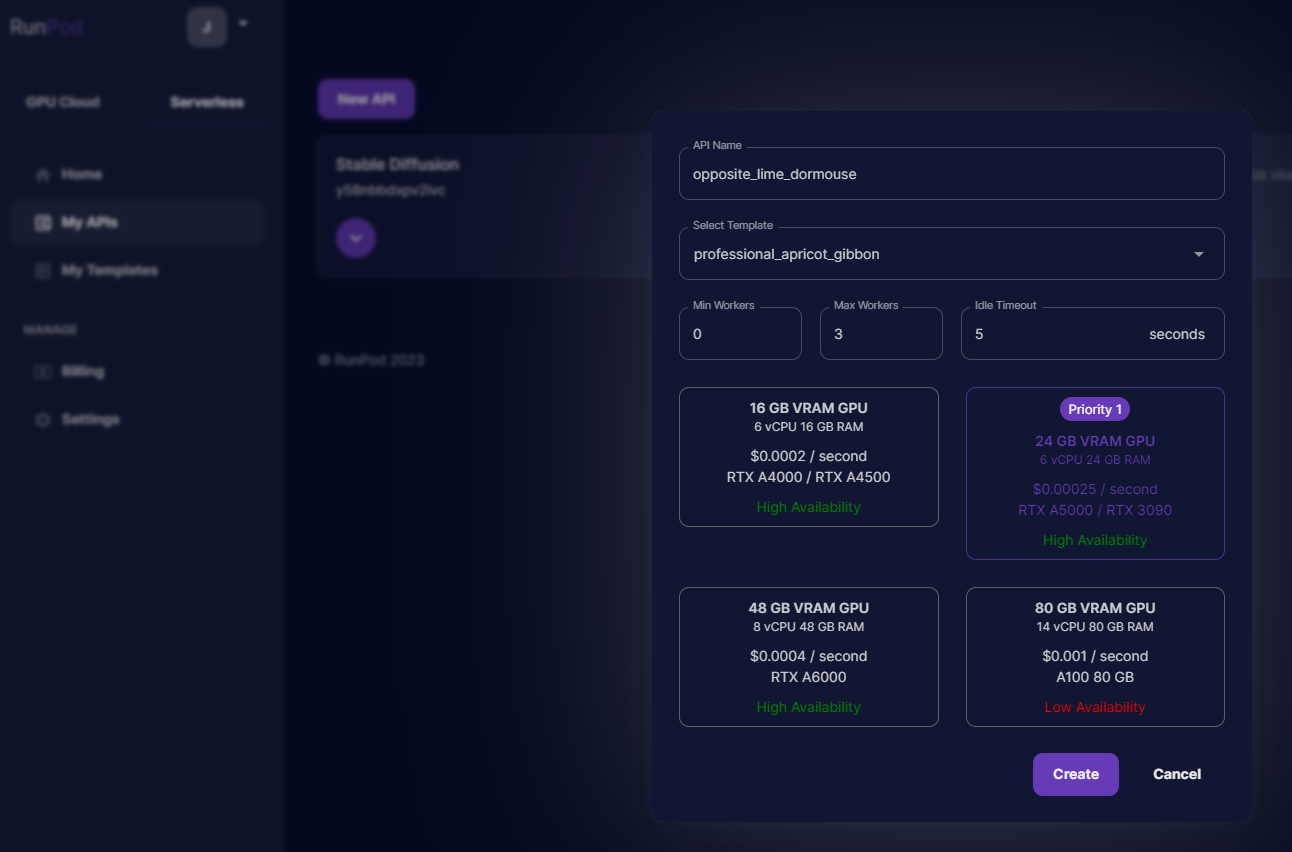 RunPod
J
GPU Cloud
Serverless
Home
My APIs
My Templates
MANAGE
Billing
Settings
New API
Stable Diffusion
© RunPod 2023
API Name
opposite_lime_dormouse
Select Template
professional_apricot_gibbon
Min Workers
0
Max Workers
3
Idle Timeout
5 seconds
16 GB VRAM GPU
6 vCPU 16 GB RAM
$0.0002 / second
RTX A4000 / RTX A4500
High Availability
Priority 1
24 GB VRAM GPU
6 vCPU 24 GB RAM
$0.00025 / second
RTX A5000 / RTX 3090
High Availability
48 GB VRAM GPU
8 vCPU 48 GB RAM
$0.0004 / second
RTX A6000
High Availability
80 GB VRAM GPU
14 vCPU 80 GB RAM
$0.001 / second
A100 80 GB
Low Availability
Create
Cancel